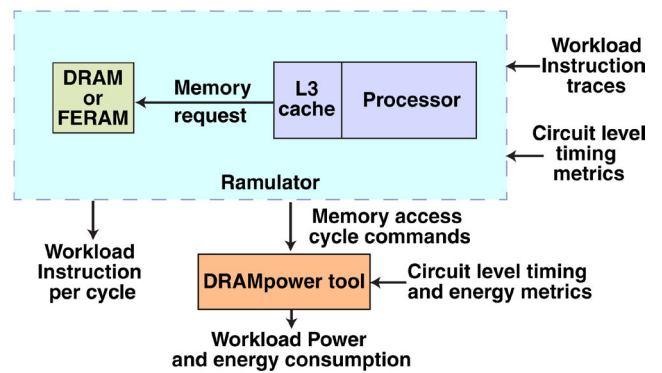 DRAM
or
FERAM
Memory
request
L3
cache
Processor
Ramulator
Workload
Instruction
traces
Circuit level
timing
metrics
Workload
Instruction
per cycle
Memory access
cycle commands
DRAMpower tool
Circuit level timing
and energy metrics
Workload Power
and energy consumption